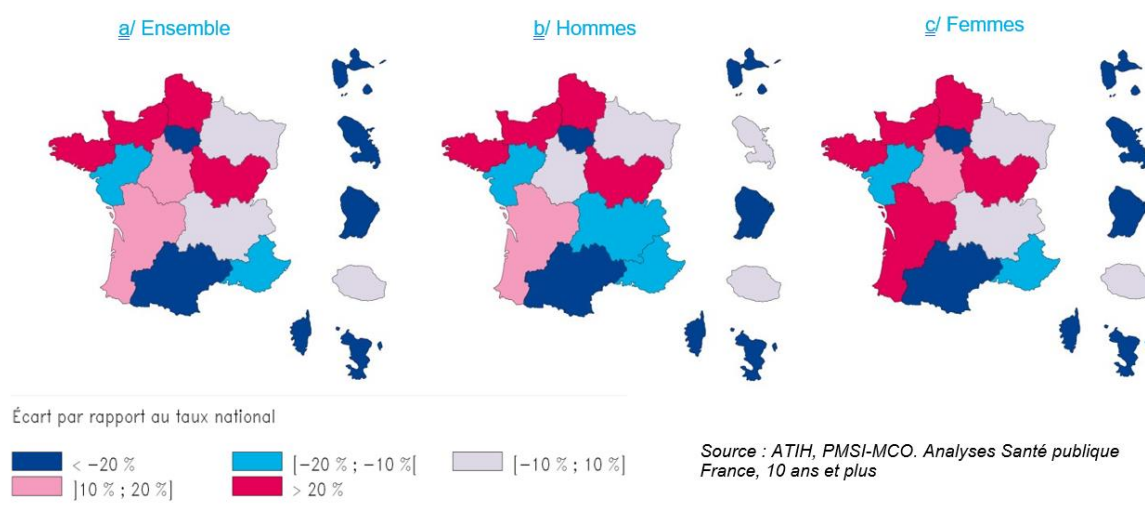 a/ Ensemble
b/ Hommes
c/ Femmes
Écart par rapport au taux national
< -20 %
[-20 % ; -10 %[
[-10 % ; 10 %]
]10 % ; 20 %]
> 20 %
Source : ATIH, PMSI-MCO. Analyses Santé publique
France, 10 ans et plus